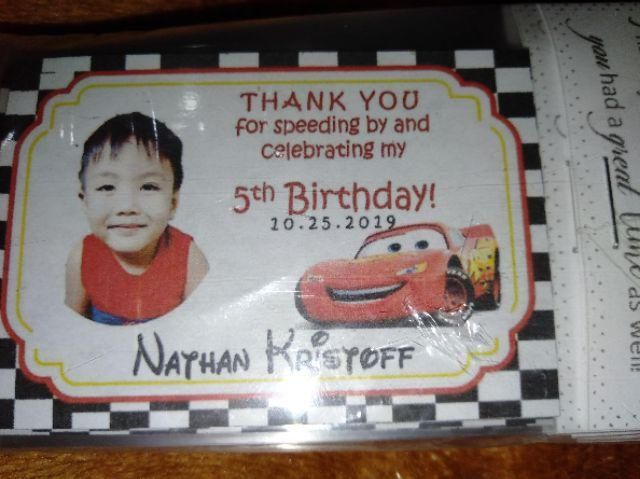 THANK YOU
for speeding by and
celebrating my
5th Birthday!
10.25.2019
NATHAN KRISTOFF
you had a great time as well!